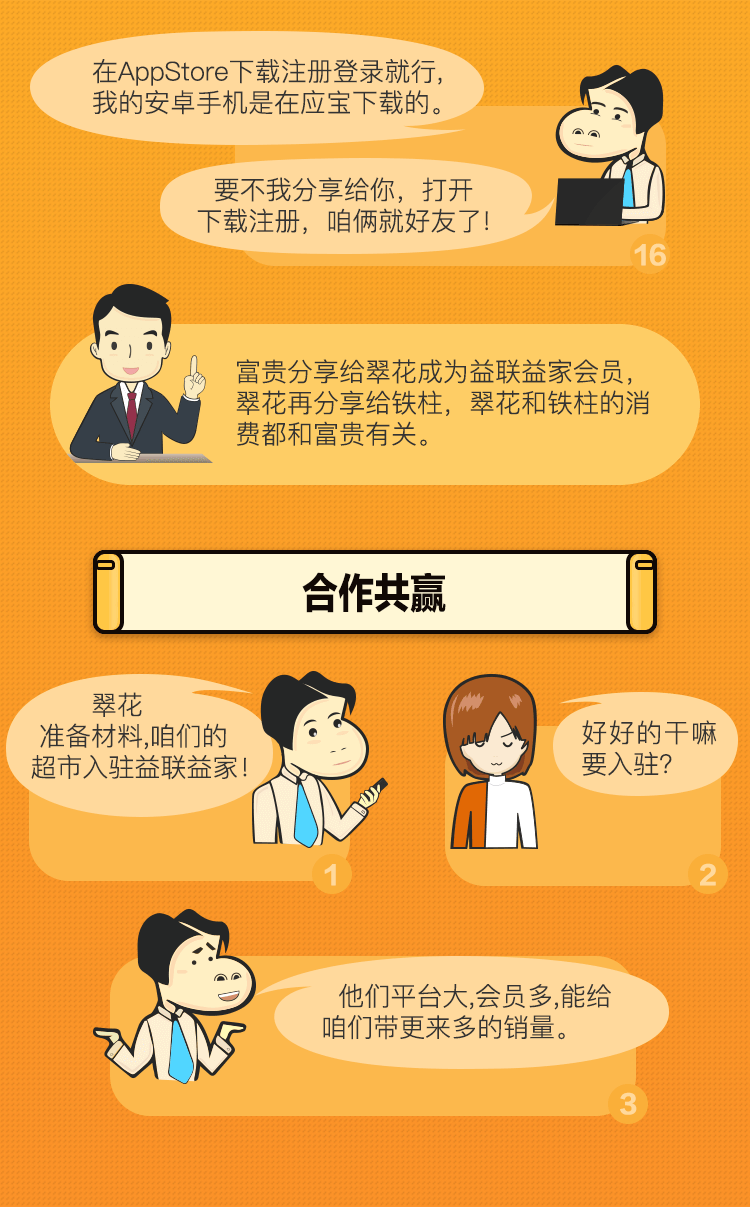 在AppStore下载注册登录就行,
我的安卓手机是在应宝下载的。
要不我分享给你，打开
下载注册，咱俩就好友了!
16
富贵分享给翠花成为益联益家会员，
翠花再分享给铁柱，翠花和铁柱的消
费都和富贵有关。
合作共赢
翠花
准备材料,咱们的
超市入驻益联益家!
1
好好的干嘛
要入驻?
2
他们平台大,会员多,能给
咱们带更来多的销量。
3